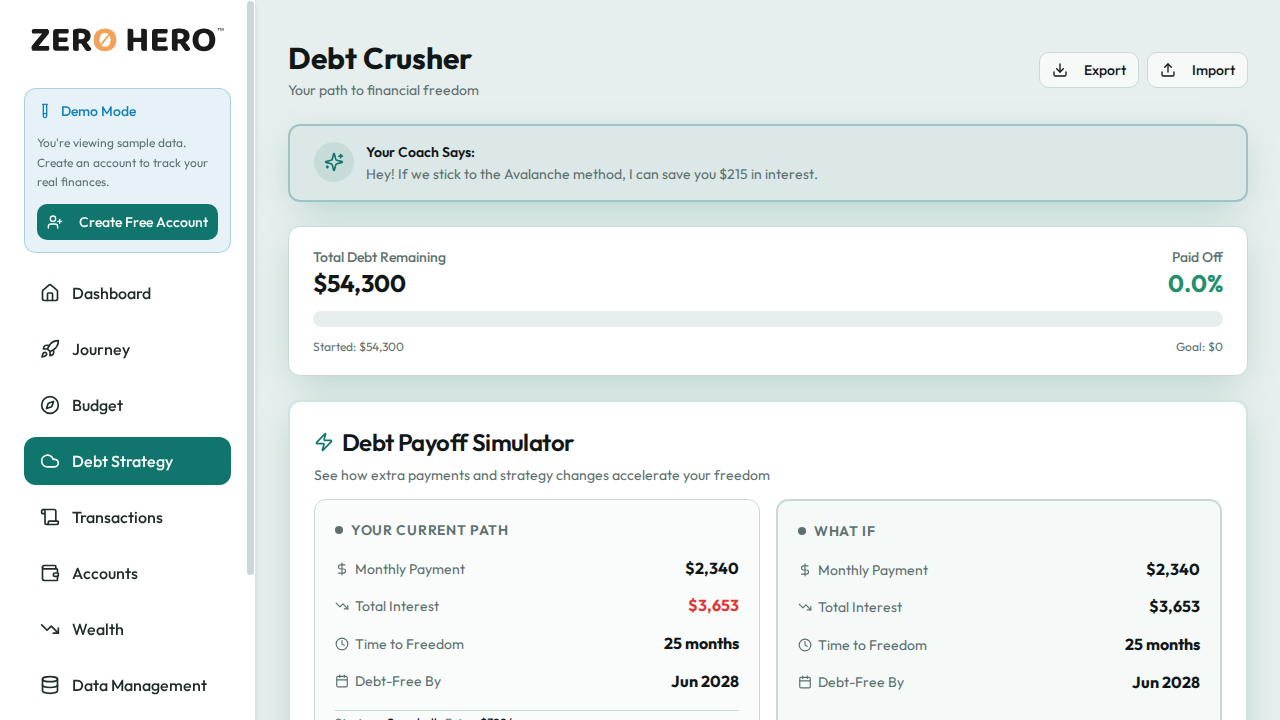 ZERO HERO™
Demo Mode
You're viewing sample data.
Create an account to track your
real finances.
Create Free Account
Dashboard
Journey
Budget
Debt Strategy
Transactions
Accounts
Wealth
Data Management
Debt Crusher
Your path to financial freedom
Export
Import
Your Coach Says:
Hey! If we stick to the Avalanche method, I can save you $215 in interest.
Total Debt Remaining
Paid Off
$54,300
0.0%
Started: $54,300
Goal: $0
Debt Payoff Simulator
See how extra payments and strategy changes accelerate your freedom
YOUR CURRENT PATH
Monthly Payment
$2,340
Total Interest
$3,653
Time to Freedom
25 months
Debt-Free By
Jun 2028
WHAT IF
Monthly Payment
$2,340
Total Interest
$3,653
Time to Freedom
25 months
Debt-Free By
Jun 2028